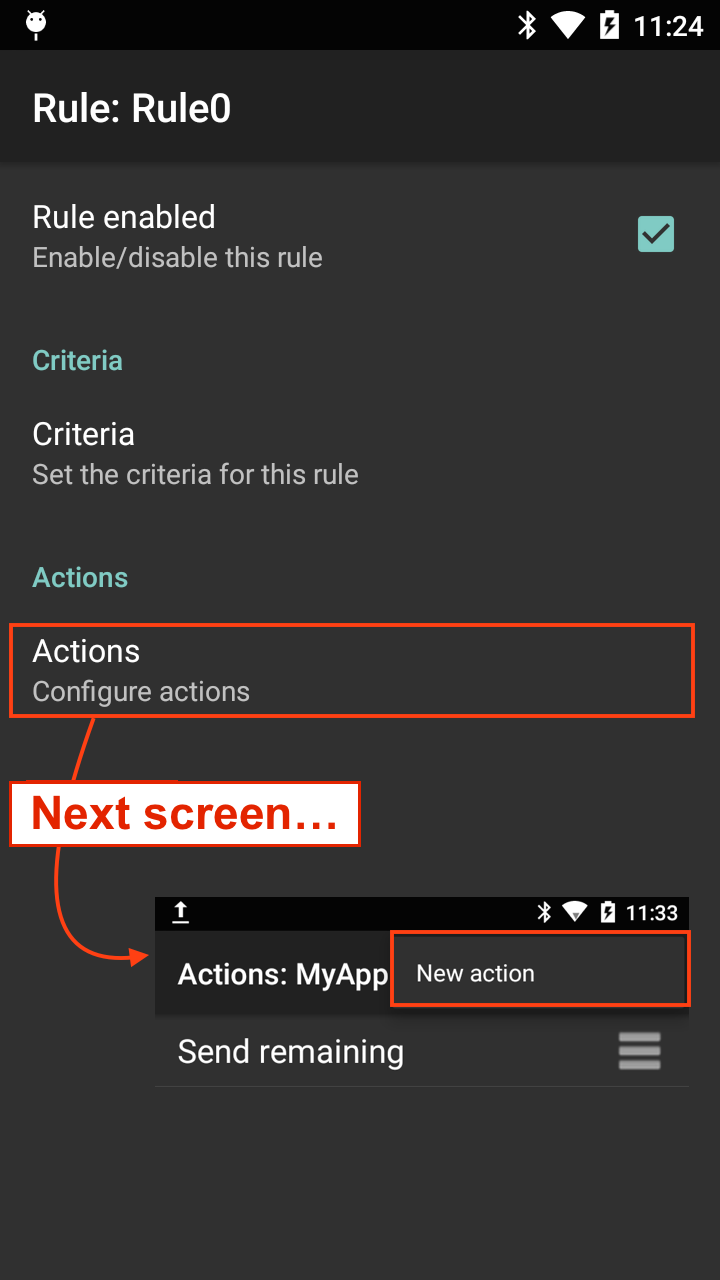 11:24
Rule: Rule0
Rule enabled
Enable/disable this rule
Criteria
Criteria
Set the criteria for this rule
Actions
Actions
Configure actions
Next screen…
11:33
Actions: MyApp
New action
Send remaining